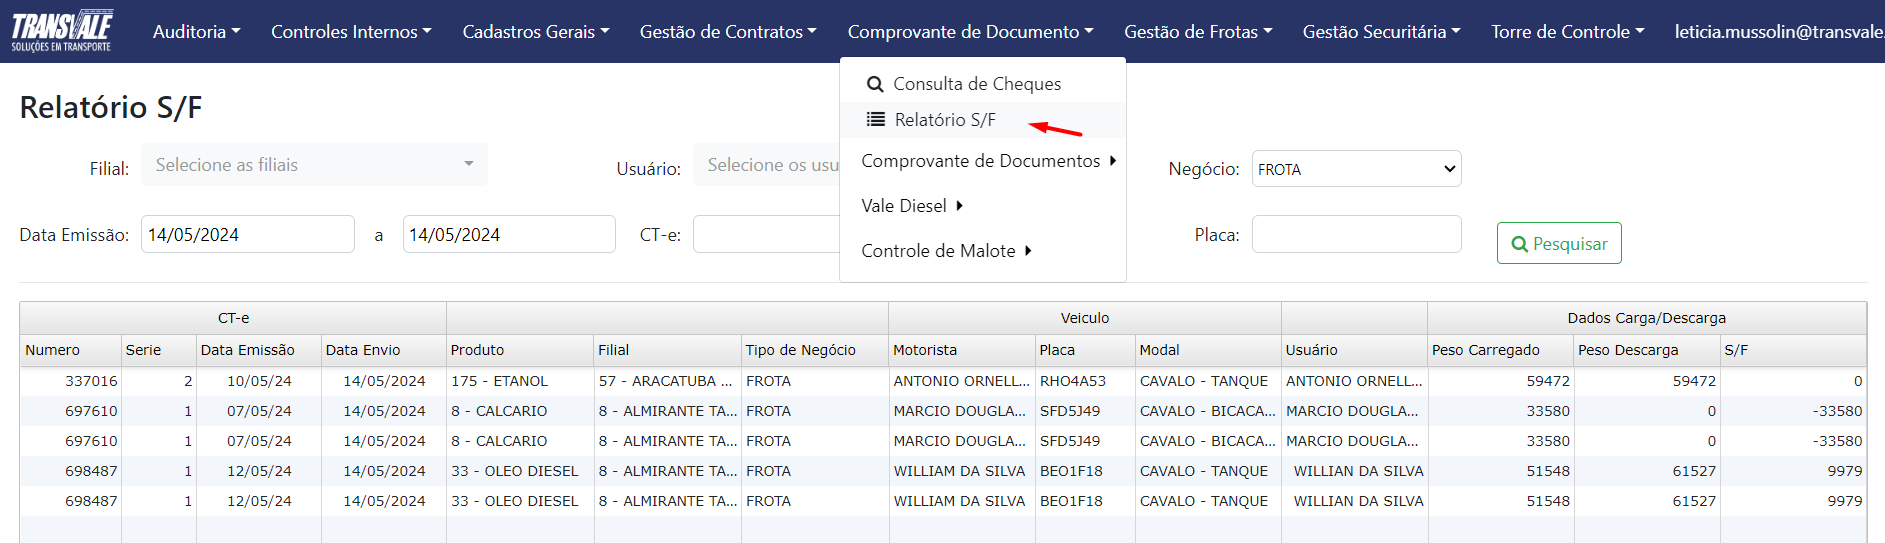 TRANSVALE
SOLUÇÕES EM TRANSPORTE
Auditoria Controles Internos Cadastros Gerais Gestão de Contratos Comprovante de Documento Gestão de Frotas Gestão Securitária Torre de Controle leticia.mussolin@transvale.
Consulta de Cheques
Relatório S/F
Comprovante de Documentos
Vale Diesel
Controle de Malote
Relatório S/F
Filial: Selecione as filiais Usuário: Selecione os usu Negócio: FROTA
Data Emissão: 14/05/2024 a 14/05/2024 CT-e: Placa: Pesquisar
CT-e Veiculo Dados Carga/Descarga
Numero Serie Data Emissão Data Envio Produto Filial Tipo de Negócio Motorista Placa Modal Usuário Peso Carregado Peso Descarga S/F
337016 2 10/05/24 14/05/2024 175 - ETANOL 57 - ARACATUBA ... FROTA ANTONIO ORNELL... RHO4A53 CAVALO - TANQUE ANTONIO ORNELL... 59472 59472 0
697610 1 07/05/24 14/05/2024 8 - CALCARIO 8 - ALMIRANTE TA... FROTA MARCIO DOUGLA... SFD5J49 CAVALO - BICACA... MARCIO DOUGLA... 33580 0 -33580
697610 1 07/05/24 14/05/2024 8 - CALCARIO 8 - ALMIRANTE TA... FROTA MARCIO DOUGLA... SFD5J49 CAVALO - BICACA... MARCIO DOUGLA... 33580 0 -33580
698487 1 12/05/24 14/05/2024 33 - OLEO DIESEL 8 - ALMIRANTE TA... FROTA WILLIAM DA SILVA BEO1F18 CAVALO - TANQUE WILLIAN DA SILVA 51548 61527 9979
698487 1 12/05/24 14/05/2024 33 - OLEO DIESEL 8 - ALMIRANTE TA... FROTA WILLIAM DA SILVA BEO1F18 CAVALO - TANQUE WILLIAN DA SILVA 51548 61527 9979